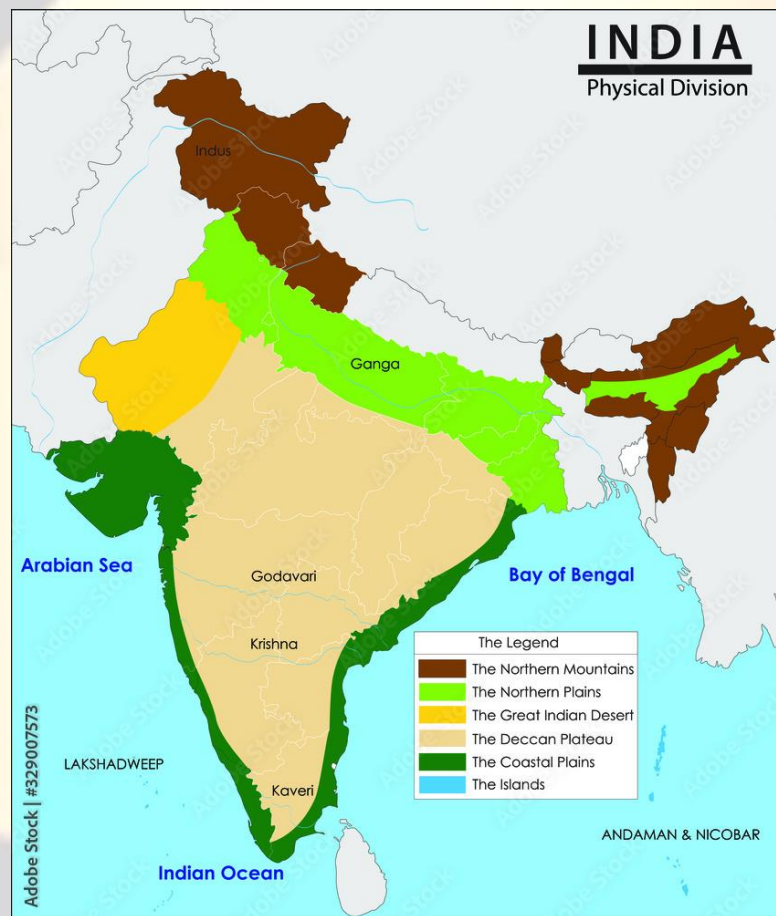 INDIA
Physical Division
Indus
Ganga
Arabian Sea
Godavari
Bay of Bengal
Krishna
The Legend
The Northern Mountains
The Northern Plains
The Great Indian Desert
The Deccan Plateau
The Coastal Plains
The Islands
LAKSHADWEEP
Kaveri
ANDAMAN & NICOBAR
Indian Ocean
Adobe Stock | #329007573
Adobe Stock